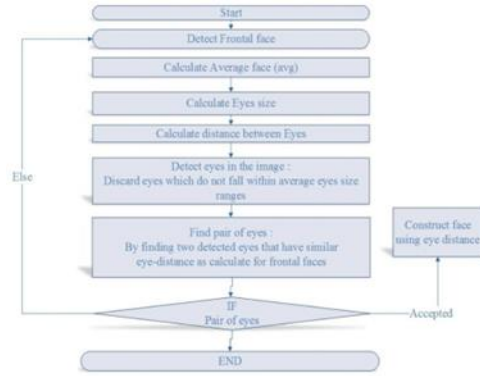 Start
Detect Frontal face
Calculate Average face (avg)
Calculate Eyes size
Calculate distance between Eyes
Detect eyes in the image :
Discard eyes which do not fall within average eyes size
ranges
Else
Find pair of eyes :
By finding two detected eyes that have similar
eye-distance as calculate for frontal faces
Construct face
using eye distance
IF
Pair of eyes
Accepted
END